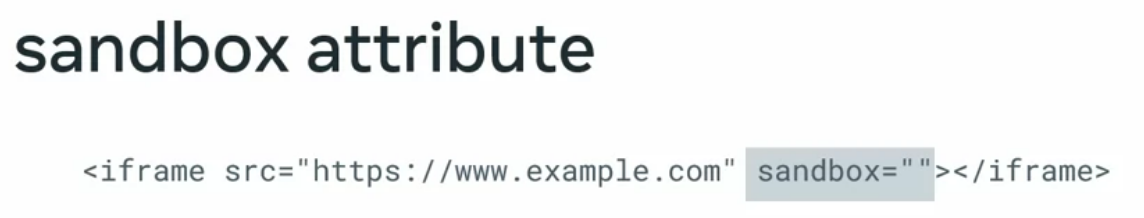 sandbox attribute
<iframe src="https://www.example.com" sandbox=""></iframe>